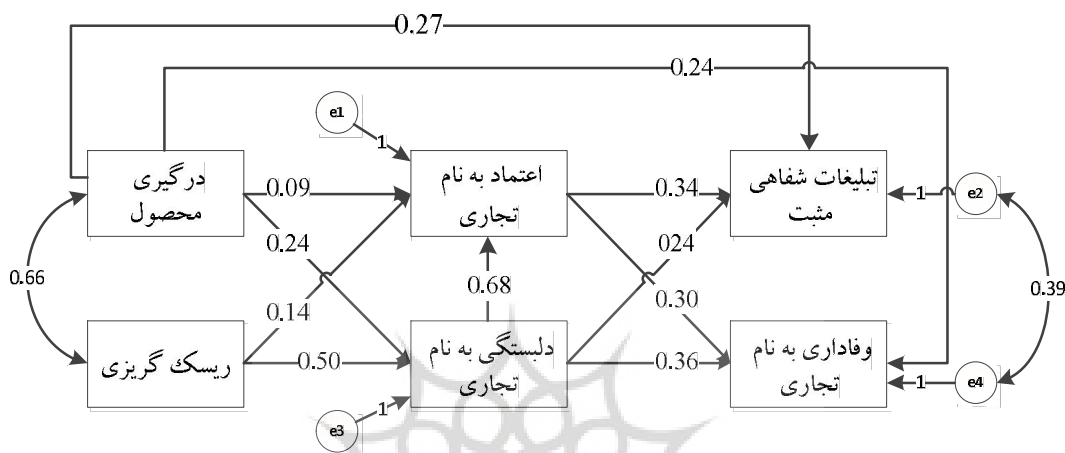 0.27
0.24
e1
1
درگیری
محصول
0.09
اعتماد به نام
تجاری
0.34
تبلیغات شفاهی
مثبت
1
e2
0.24
024
0.66
0.68
0.39
0.14
0.30
ریسک گریزی
0.50
دلبستگی به نام
تجاری
0.36
وفاداری به نام
تجاری
1
e4
1
e3